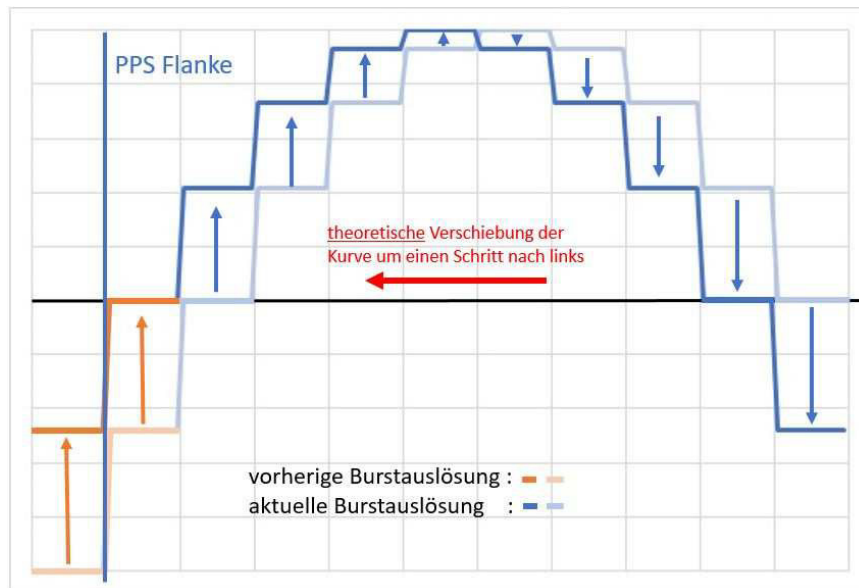 PPS Flanke
theoretische Verschiebung der
Kurve um einen Schritt nach links
vorherige Burstauslösung :
aktuelle Burstauslösung :